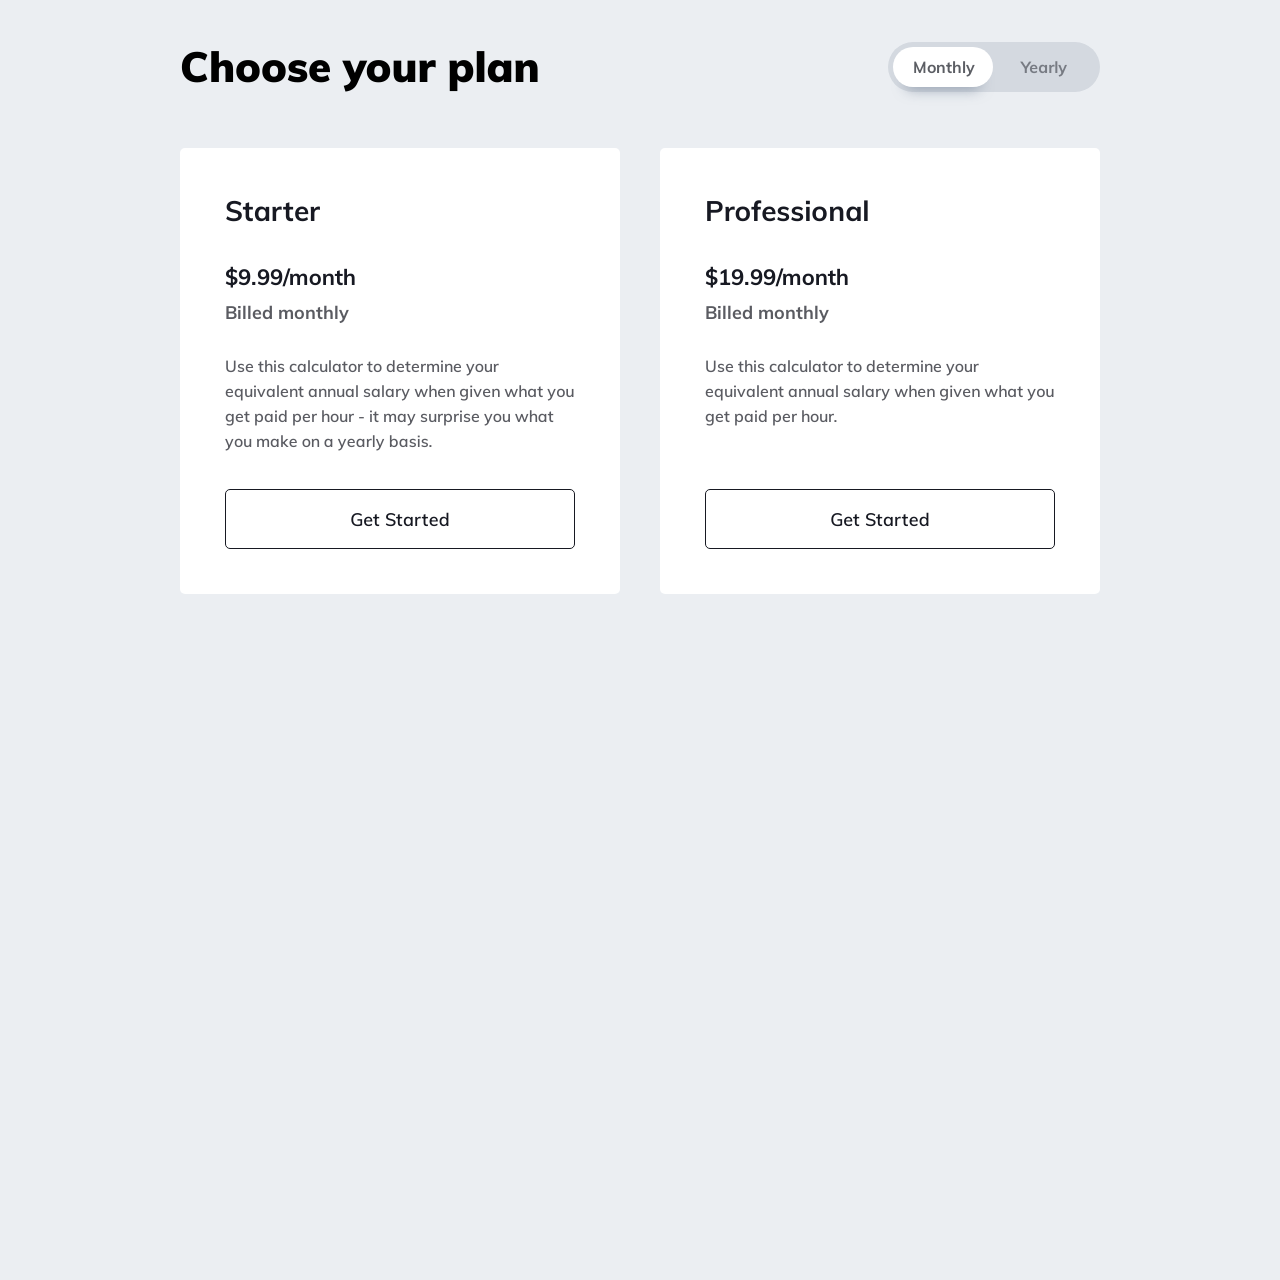 Choose your plan
Monthly
Yearly
Starter
$9.99/month
Billed monthly
Use this calculator to determine your
equivalent annual salary when given what you
get paid per hour - it may surprise you what
you make on a yearly basis.
Get Started
Professional
$19.99/month
Billed monthly
Use this calculator to determine your
equivalent annual salary when given what you
get paid per hour.
Get Started